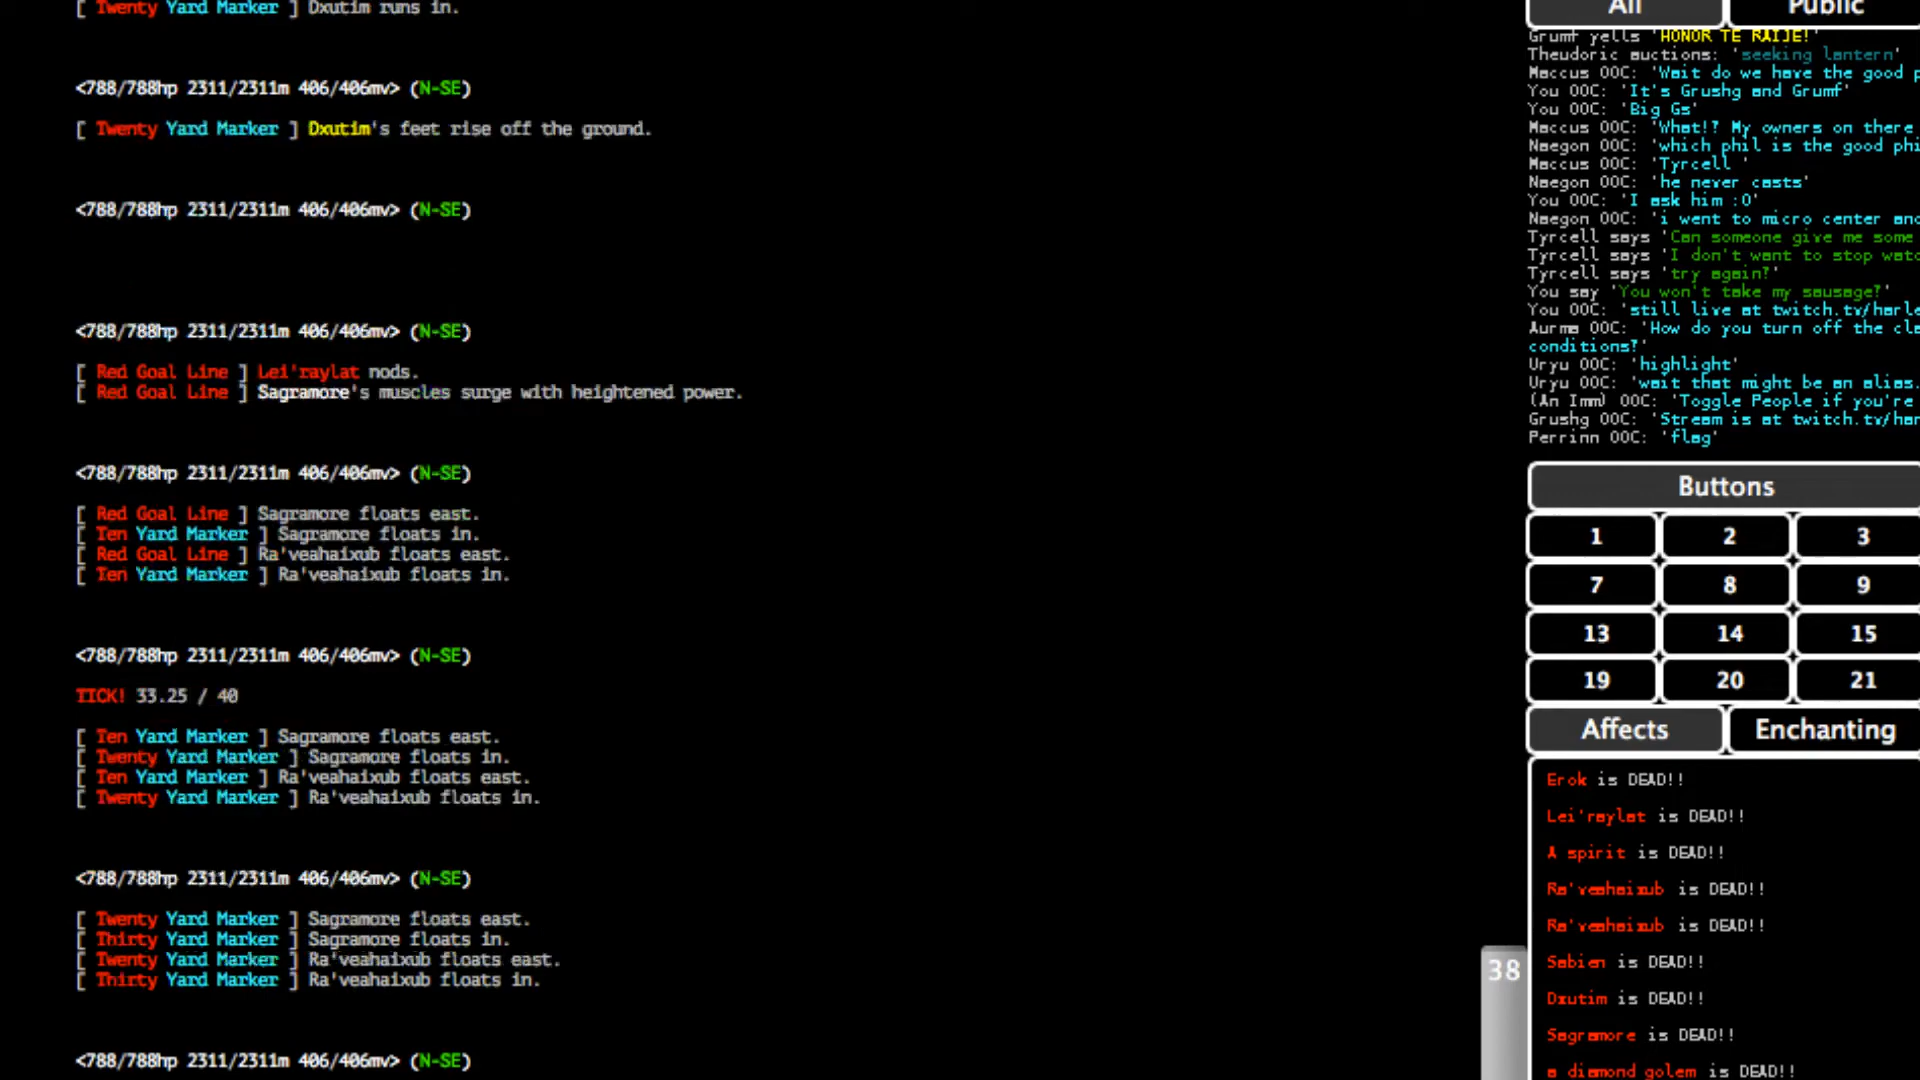 [ Twenty Yard Marker ] Dxutim runs in.
<788/788hp 2311/2311m 406/406mv> (N-SE)
[ Twenty Yard Marker ] Dxutim's feet rise off the ground.
<788/788hp 2311/2311m 406/406mv> (N-SE)
<788/788hp 2311/2311m 406/406mv> (N-SE)
[ Red Goal Line ] Lei'raylat nods.
[ Red Goal Line ] Sagramore's muscles surge with heightened power.
<788/788hp 2311/2311m 406/406mv> (N-SE)
[ Red Goal Line ] Sagramore floats east.
[ Ten Yard Marker ] Sagramore floats in.
[ Red Goal Line ] Ra'veahaixub floats east.
[ Ten Yard Marker ] Ra'veahaixub floats in.
<788/788hp 2311/2311m 406/406mv> (N-SE)
TICK! 33.25 / 40
[ Ten Yard Marker ] Sagramore floats east.
[ Twenty Yard Marker ] Sagramore floats in.
[ Ten Yard Marker ] Ra'veahaixub floats east.
[ Twenty Yard Marker ] Ra'veahaixub floats in.
<788/788hp 2311/2311m 406/406mv> (N-SE)
[ Twenty Yard Marker ] Sagramore floats east.
[ Thirty Yard Marker ] Sagramore floats in.
[ Twenty Yard Marker ] Ra'veahaixub floats east.
[ Thirty Yard Marker ] Ra'veahaixub floats in.
<788/788hp 2311/2311m 406/406mv> (N-SE)
38
All Public
Grumf yells 'HONOR TE RAIJE!'
Theudoric auctions: 'seeking lantern'
Maccus OOC: 'Wait do we have the good p
You OOC: 'It's Grushg and Grumf'
You OOC: 'Big Gs'
Maccus OOC: 'What!? My owners on there
Naegon OOC: 'which phil is the good phi
Maccus OOC: 'Tyrcell '
Naegon OOC: 'he never casts'
You OOC: 'I ask him :O'
Naegon OOC: 'i went to micro center and
Tyrcell says 'Can someone give me some
Tyrcell says 'I don't want to stop watc
Tyrcell says 'try again?'
You say 'You won't take my sausage?'
You OOC: 'still live at twitch.tv/harle
Aurma OOC: 'How do you turn off the cle
conditions?'
Uryu OOC: 'highlight'
Uryu OOC: 'wait that might be an alias.
(An Imm) OOC: 'Toggle People if you're
Grushg OOC: 'Stream is at twitch.tv/har
Perrinn OOC: 'flag'
Buttons
1 2 3
7 8 9
13 14 15
19 20 21
Affects Enchanting
Erok is DEAD!!
Lei'raylat is DEAD!!
A spirit is DEAD!!
Ra'veahaixub is DEAD!!
Ra'veahaixub is DEAD!!
Sabien is DEAD!!
Dxutim is DEAD!!
Sagramore is DEAD!!
a diamond golem is DEAD!!